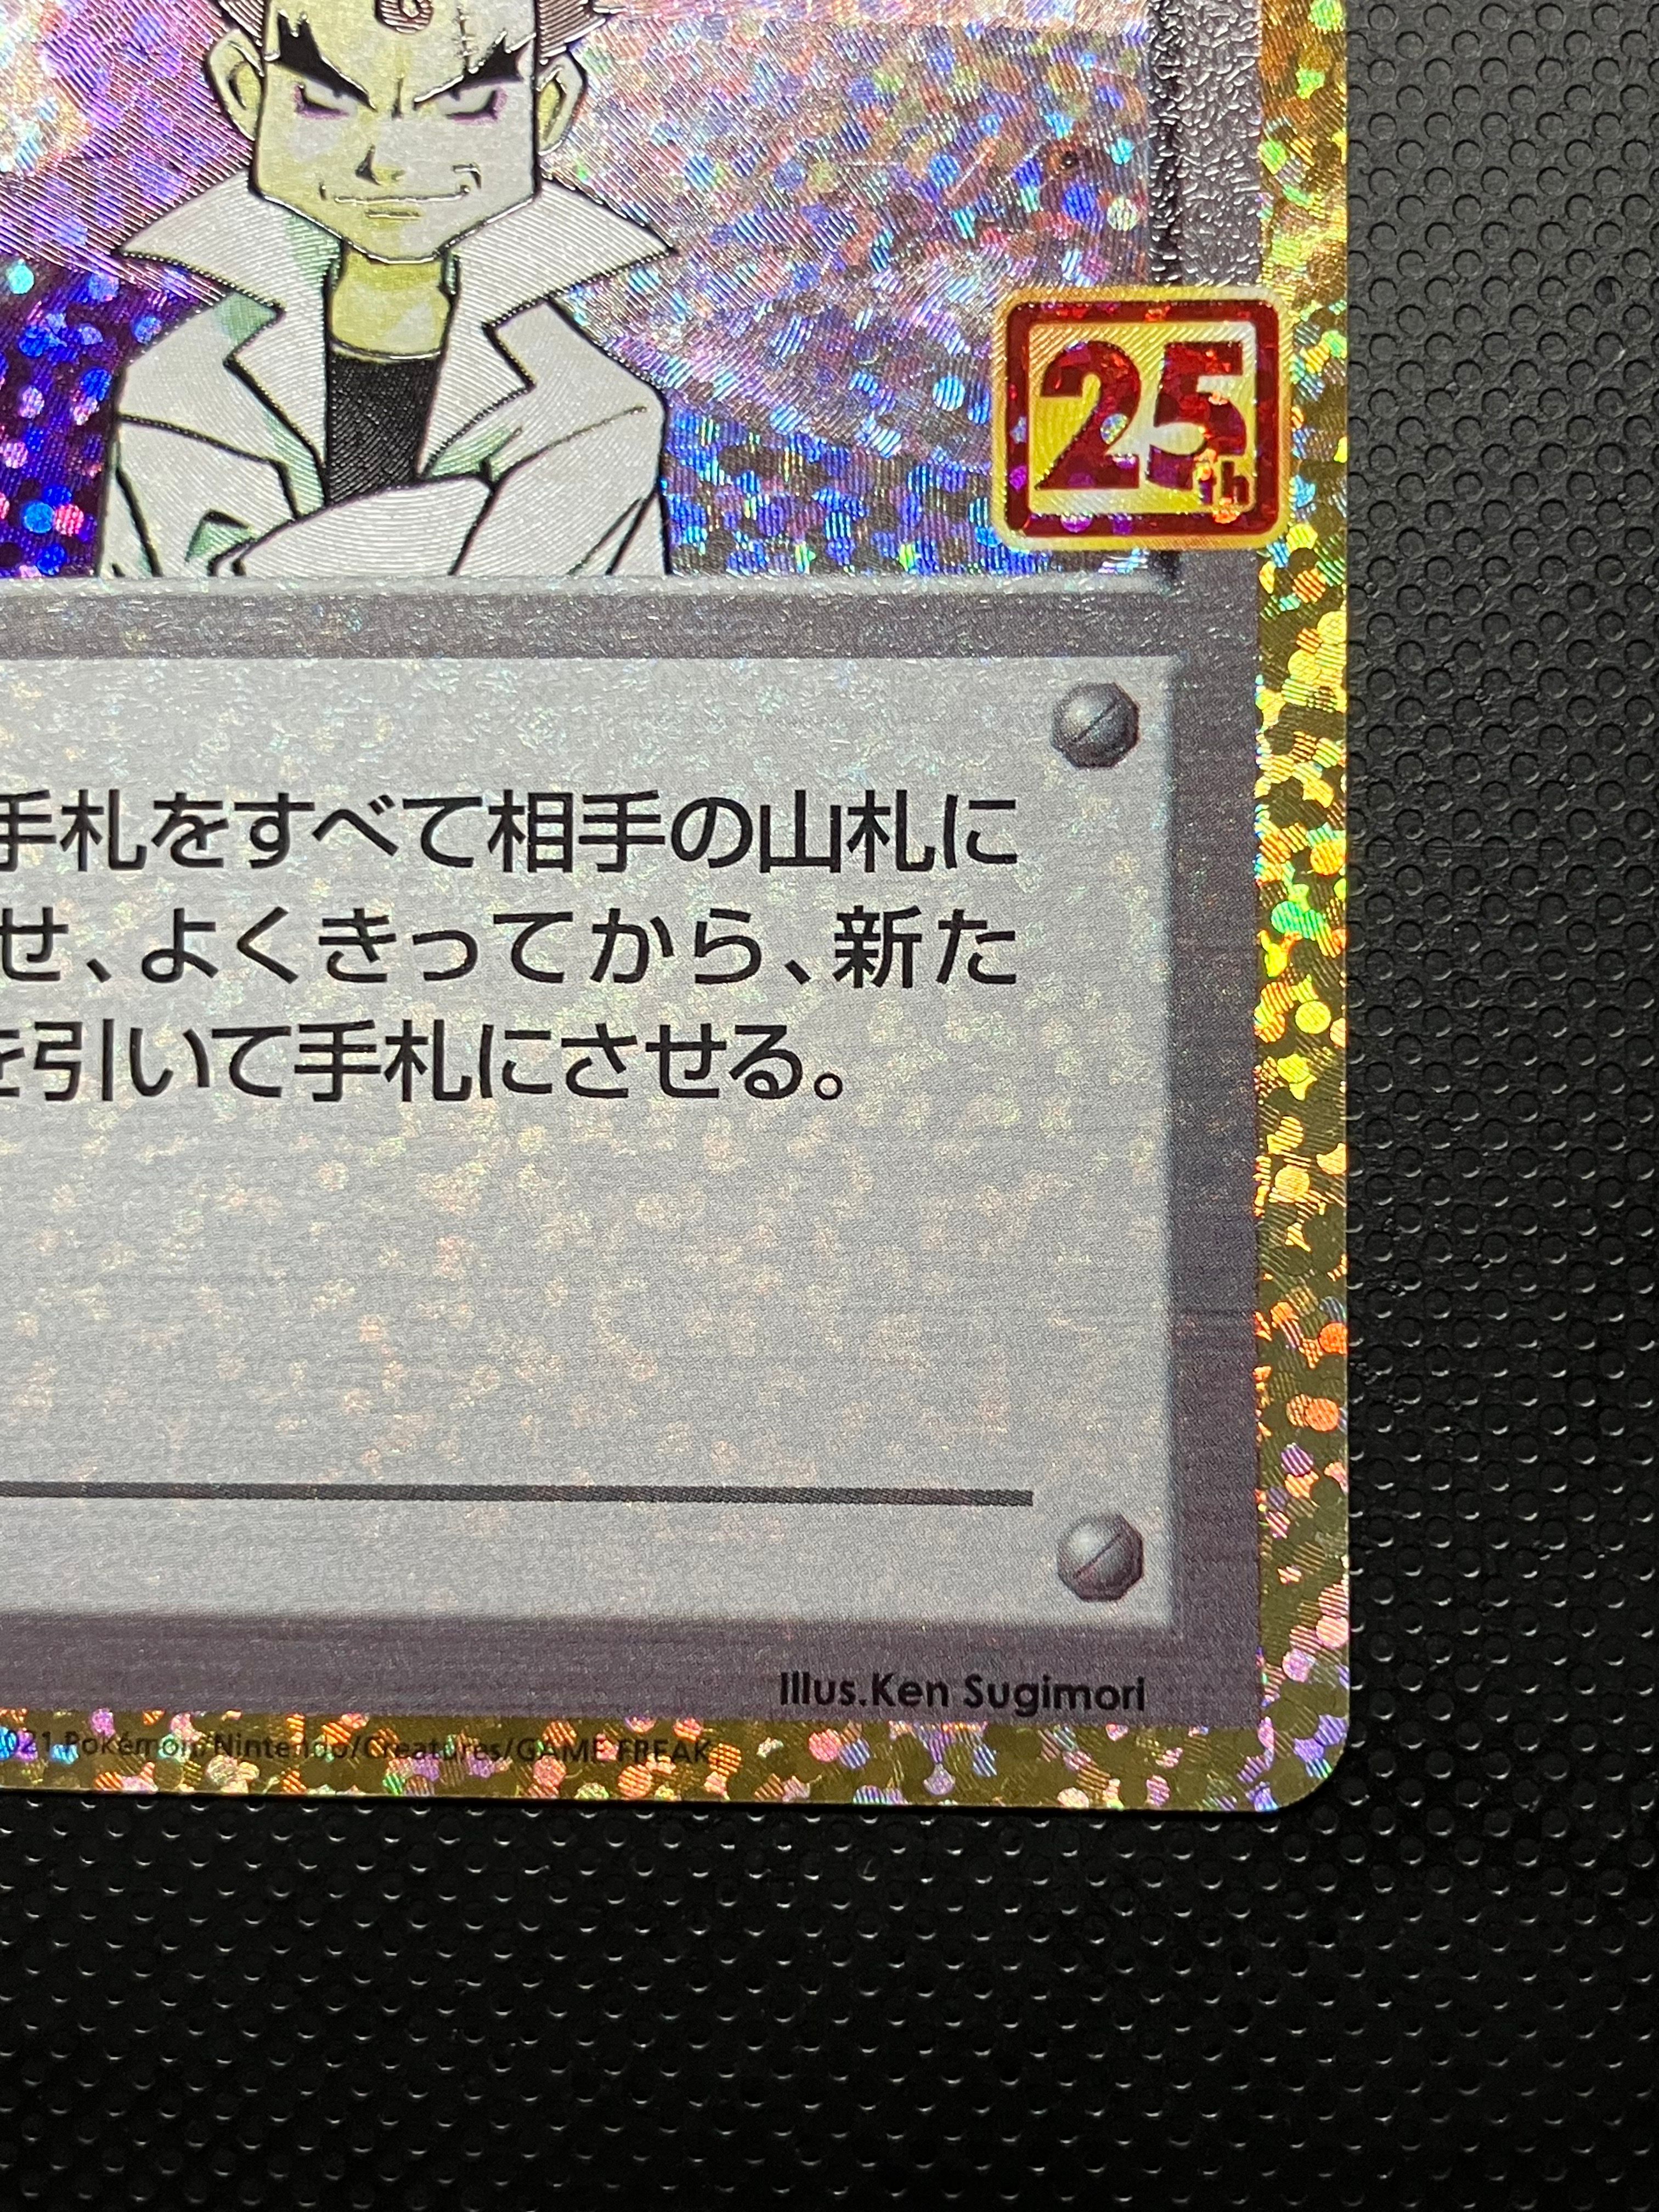 25th
手札をすべて相手の山札に
せ、よくきってから、新た
を引いて手札にさせる。
Illus.Ken Sugimori
021 Pokémon/Nintendo/Creatures/GAME FREAK